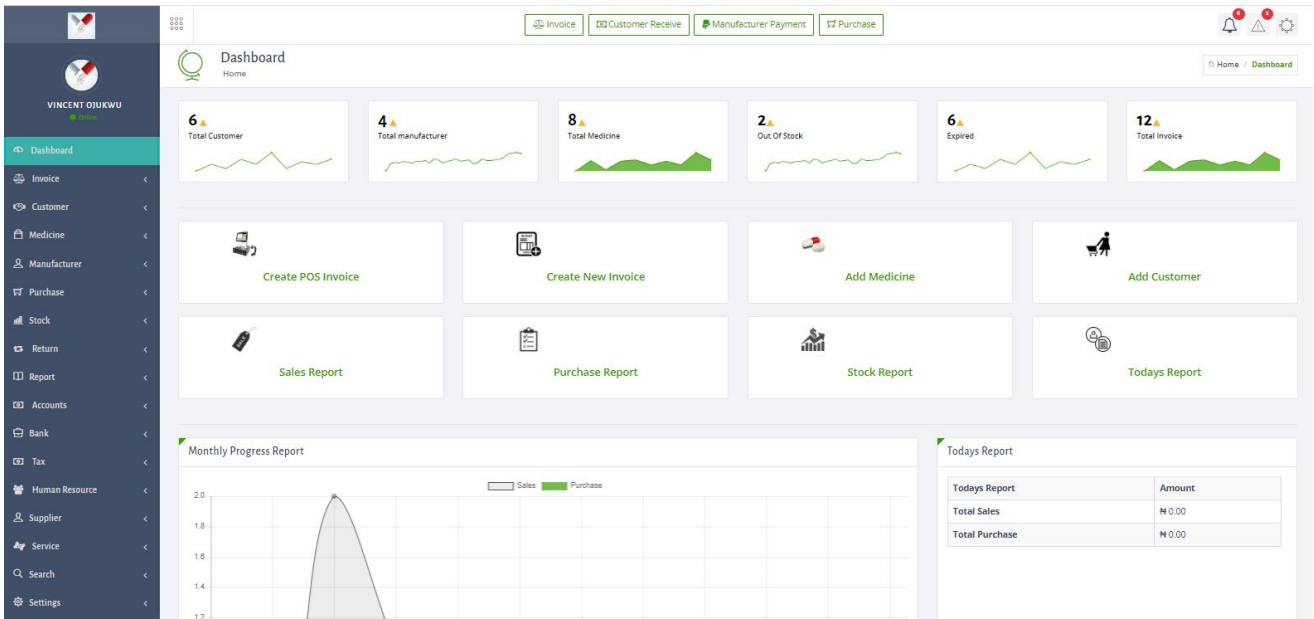 Invoice Customer Receive Manufacturer Payment Purchase
Dashboard
Home
Home / Dashboard
VINCENT OJUKWU
Online
Dashboard
Invoice
Customer
Medicine
Manufacturer
Purchase
Stock
Return
Report
Accounts
Bank
Tax
Human Resource
Supplier
Service
Search
Settings
6
Total Customer
4
Total manufacturer
8
Total Medicine
2
Out Of Stock
6
Expired
12
Total Invoice
Create POS Invoice
Create New Invoice
Add Medicine
Add Customer
Sales Report
Purchase Report
Stock Report
Todays Report
Monthly Progress Report
Sales Purchase
2.0
1.8
1.6
1.4
1.2
Todays Report
Todays Report Amount
Total Sales ₦ 0.00
Total Purchase ₦ 0.00